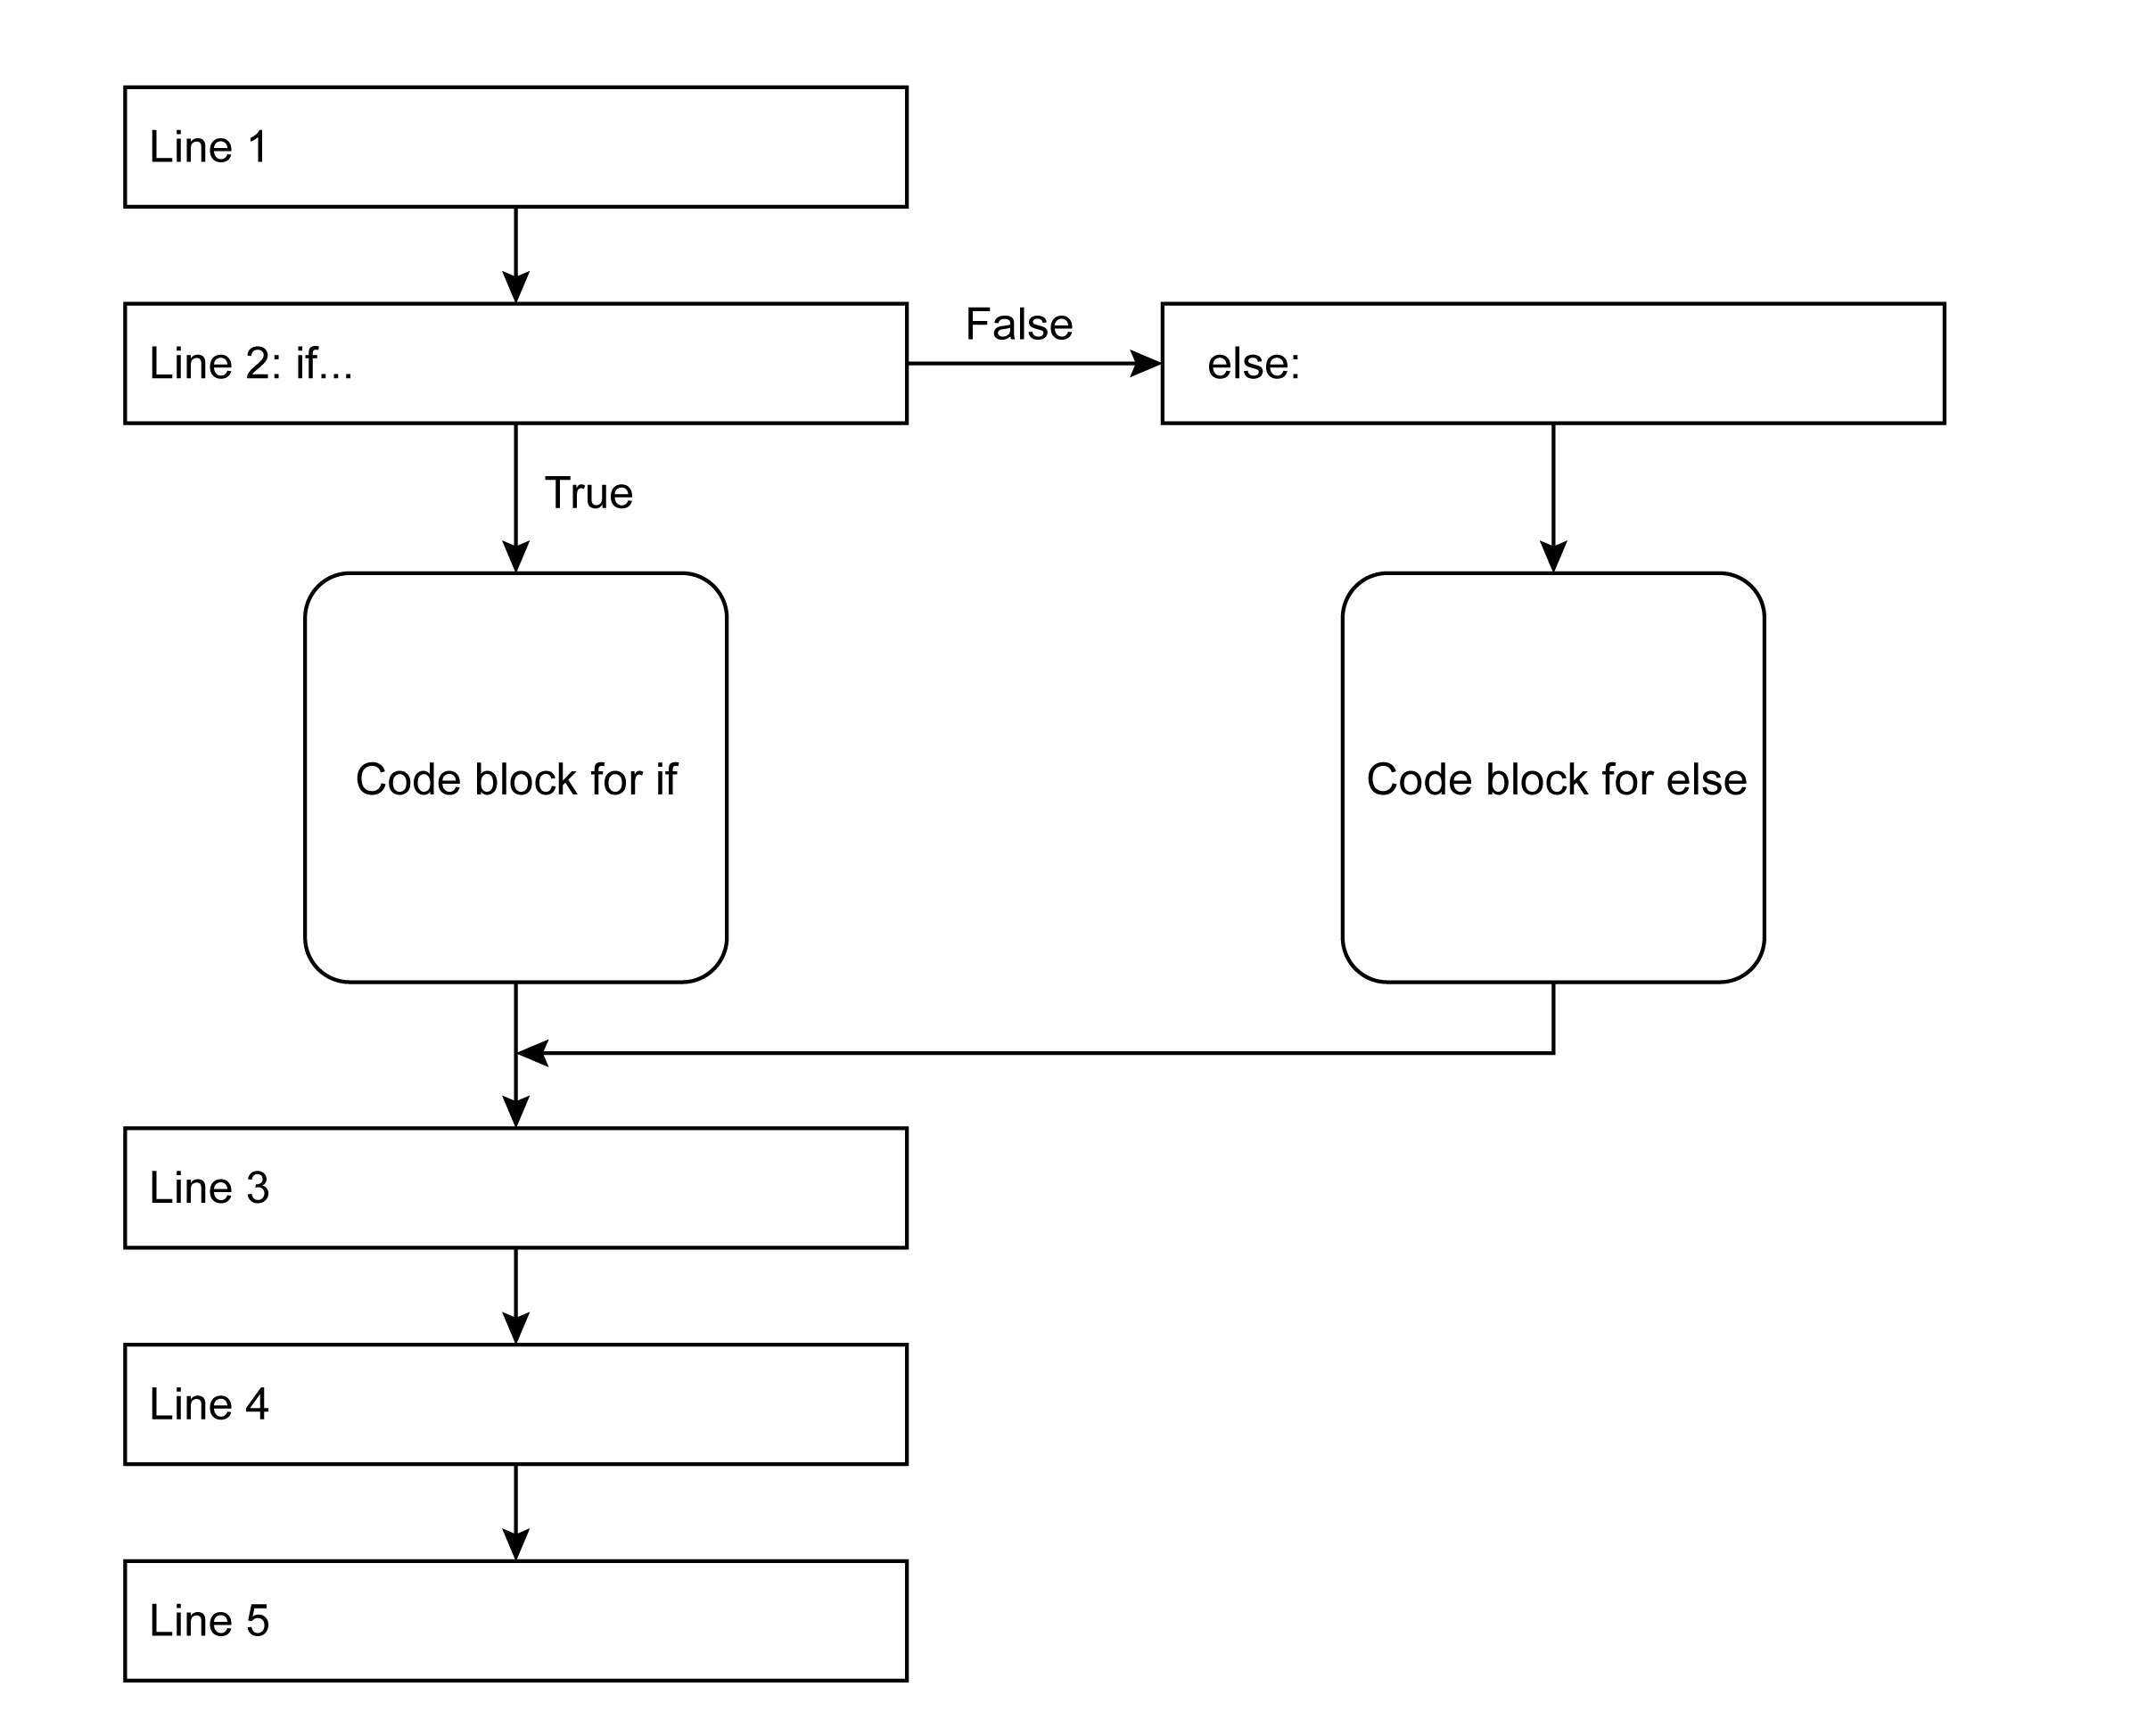 Line 1
Line 2: if...
False
else:
True
Code block for if
Code block for else
Line 3
Line 4
Line 5